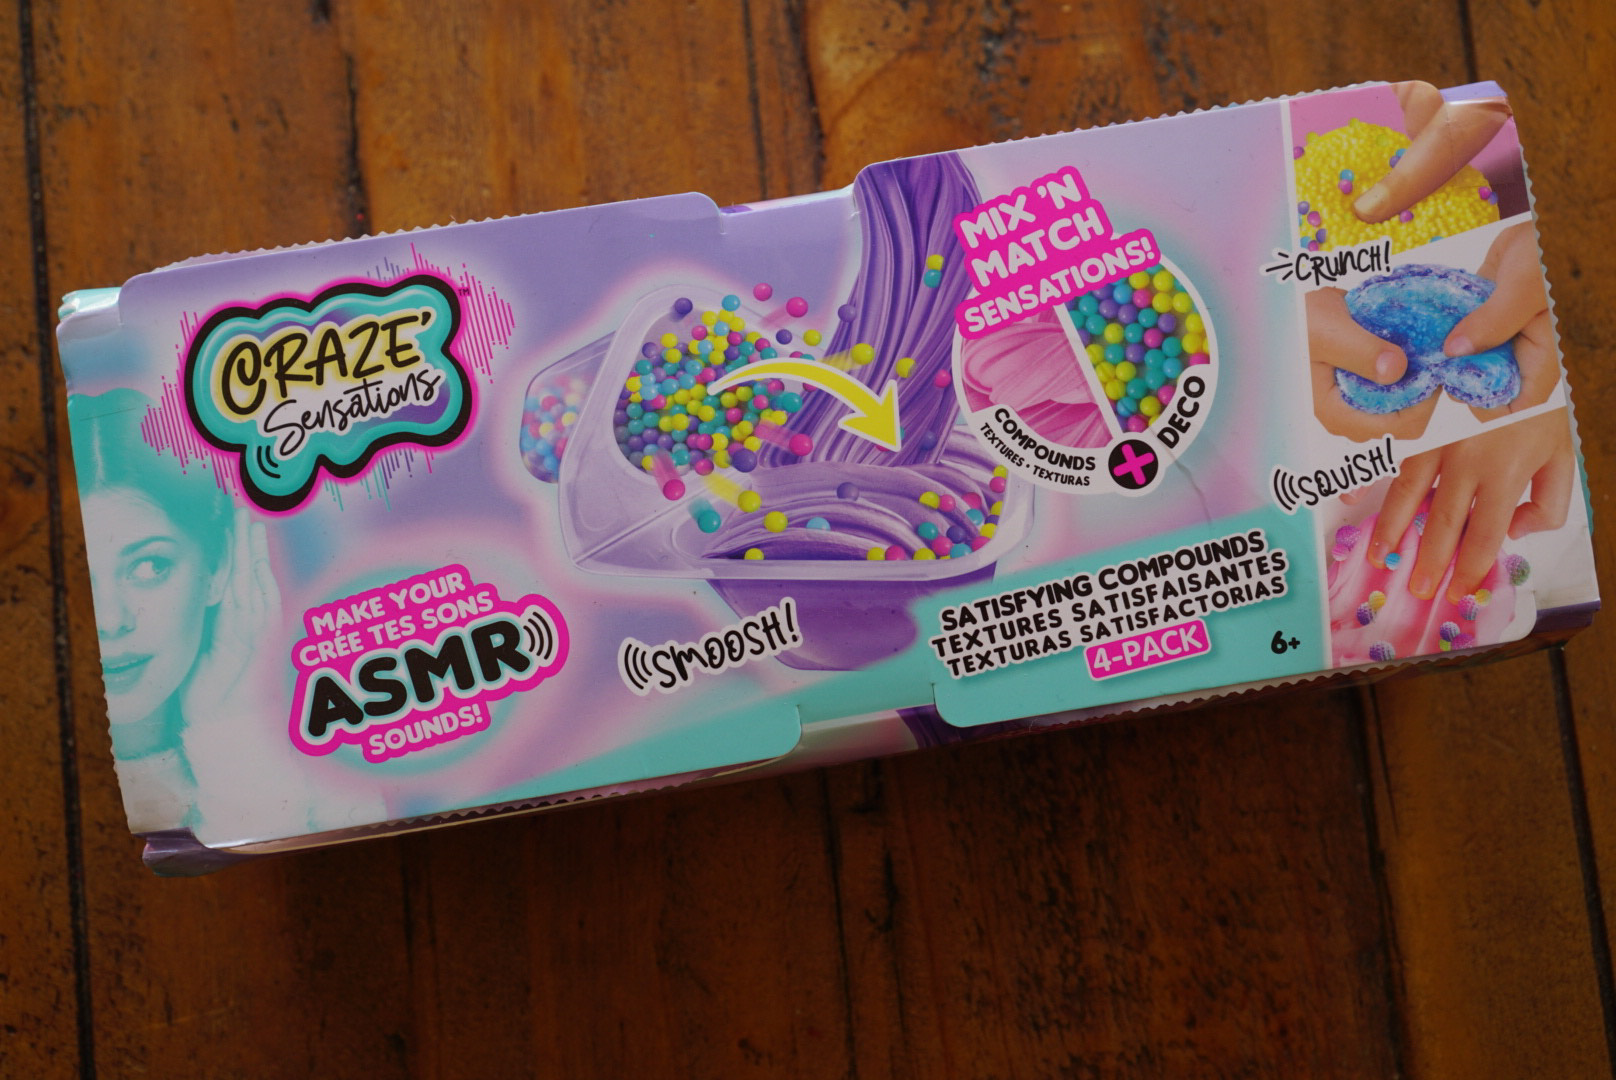 CRAZE'
Sensations
TM
MAKE YOUR
CRÉE TES SONS
ASMR
SOUNDS!
SMOOSH!
MIX 'N
MATCH
SENSATIONS!
COMPOUNDS
TEXTURES • TEXTURAS
+
DECO
SATISFYING COMPOUNDS
TEXTURES SATISFAISANTES
TEXTURAS SATISFACTORIAS
4-PACK
6+
CRUNCH!
SQUISH!